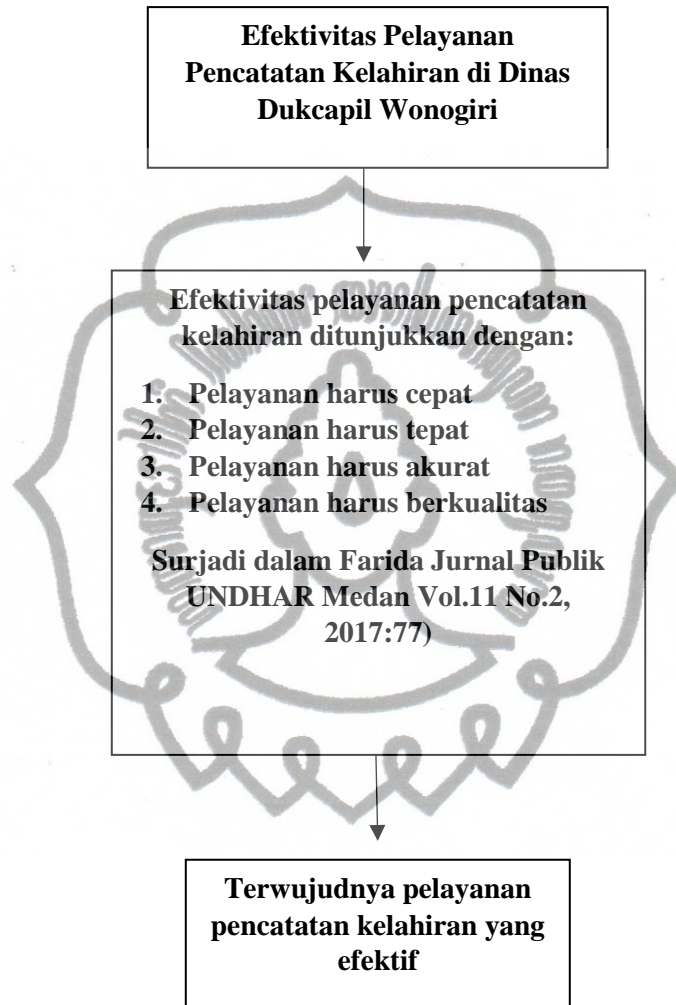 Efektivitas Pelayanan
Pencatatan Kelahiran di Dinas
Dukcapil Wonogiri
Efektivitas pelayanan pencatatan
kelahiran ditunjukkan dengan:
1. Pelayanan harus cepat
2. Pelayanan harus tepat
3. Pelayanan harus akurat
4. Pelayanan harus berkualitas
Surjadi dalam Farida Jurnal Publik
UNDHAR Medan Vol.11 No.2,
2017:77)
Terwujudnya pelayanan
pencatatan kelahiran yang
efektif